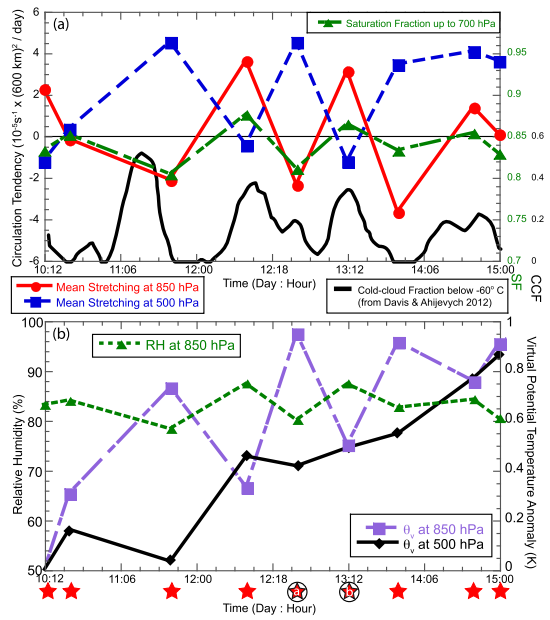 (a)
Saturation Fraction up to 700 hPa
Circulation Tendency (10⁻⁵s⁻¹ x (600 km)² / day)
6
4
2
0
-2
-4
-6
0.95
0.9
0.85
0.8
0.75
0.7
SF
0.6
0.4
0.2
0
CCF
10:12
11:06
12:00
12:18
13:12
14:06
15:00
Time (Day : Hour)
Mean Stretching at 850 hPa
Mean Stretching at 500 hPa
Cold-cloud Fraction below -60° C
(from Davis & Ahijevych 2012)
(b)
RH at 850 hPa
Relative Humidity (%)
100
90
80
70
60
50
1
0.8
0.6
0.4
0.2
0
Virtual Potential Temperature Anomaly (K)
θv at 850 hPa
θv at 500 hPa
10:12
11:06
12:00
12:18
13:12
14:06
15:00
a
b
Time (Day : Hour)